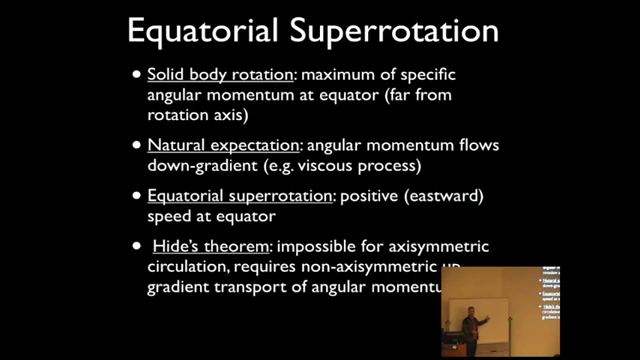 Equatorial Superrotation
• Solid body rotation: maximum of specific
angular momentum at equator (far from
rotation axis)
• Natural expectation: angular momentum flows
down-gradient (e.g. viscous process)
• Equatorial superrotation: positive (eastward)
speed at equator
• Hide's theorem: impossible for axisymmetric
circulation, requires non-axisymmetric up
gradient transport of angular